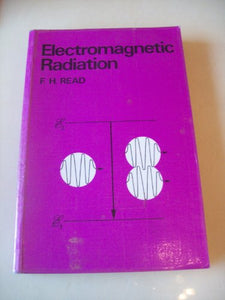 Electromagnetic
Radiation
F. H. READ